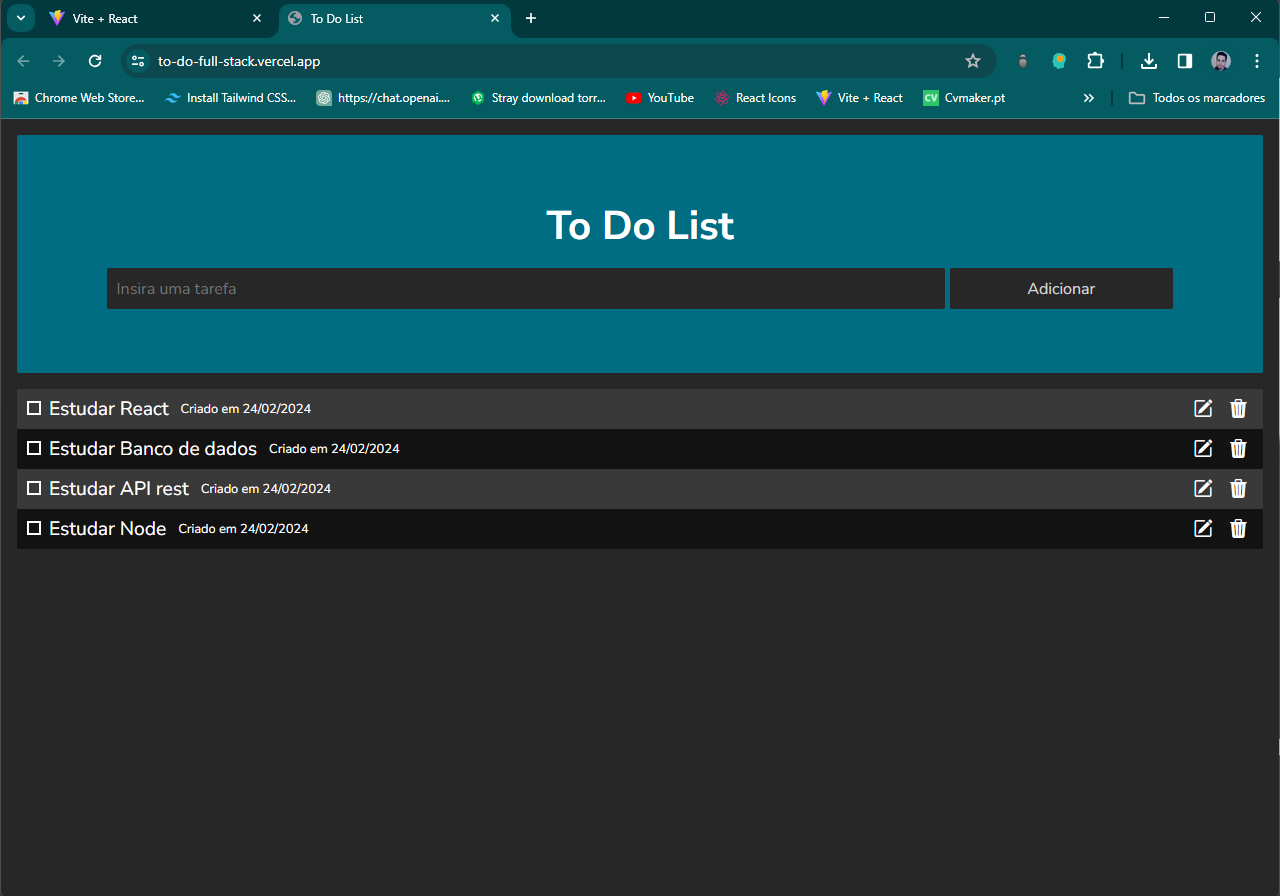 Vite + React
To Do List
to-do-full-stack.vercel.app
Chrome Web Store...
Install Tailwind CSS...
https://chat.openai....
Stray download torr...
YouTube
React Icons
Vite + React
CV
Cvmaker.pt
Todos os marcadores
To Do List
Insira uma tarefa
Adicionar
Estudar React Criado em 24/02/2024
Estudar Banco de dados Criado em 24/02/2024
Estudar API rest Criado em 24/02/2024
Estudar Node Criado em 24/02/2024